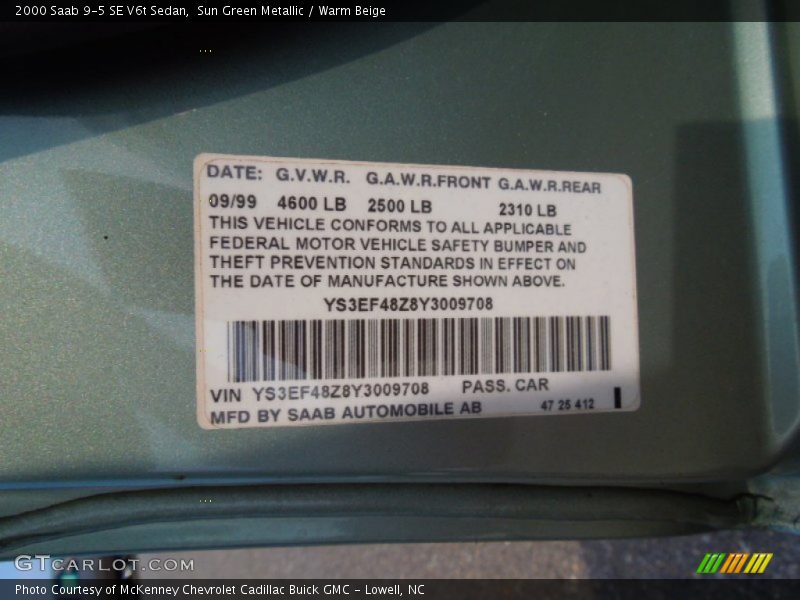 2000 Saab 9-5 SE V6t Sedan,  Sun Green Metallic / Warm Beige
DATE: G.V.W.R. G.A.W.R.FRONT G.A.W.R.REAR
09/99 4600 LB 2500 LB 2310 LB
THIS VEHICLE CONFORMS TO ALL APPLICABLE
FEDERAL MOTOR VEHICLE SAFETY BUMPER AND
THEFT PREVENTION STANDARDS IN EFFECT ON
THE DATE OF MANUFACTURE SHOWN ABOVE.
YS3EF48Z8Y3009708
VIN YS3EF48Z8Y3009708 PASS. CAR
MFD BY SAAB AUTOMOBILE AB 47 25 412
GTCARLOT.COM
Photo Courtesy of McKenney Chevrolet Cadillac Buick GMC - Lowell, NC